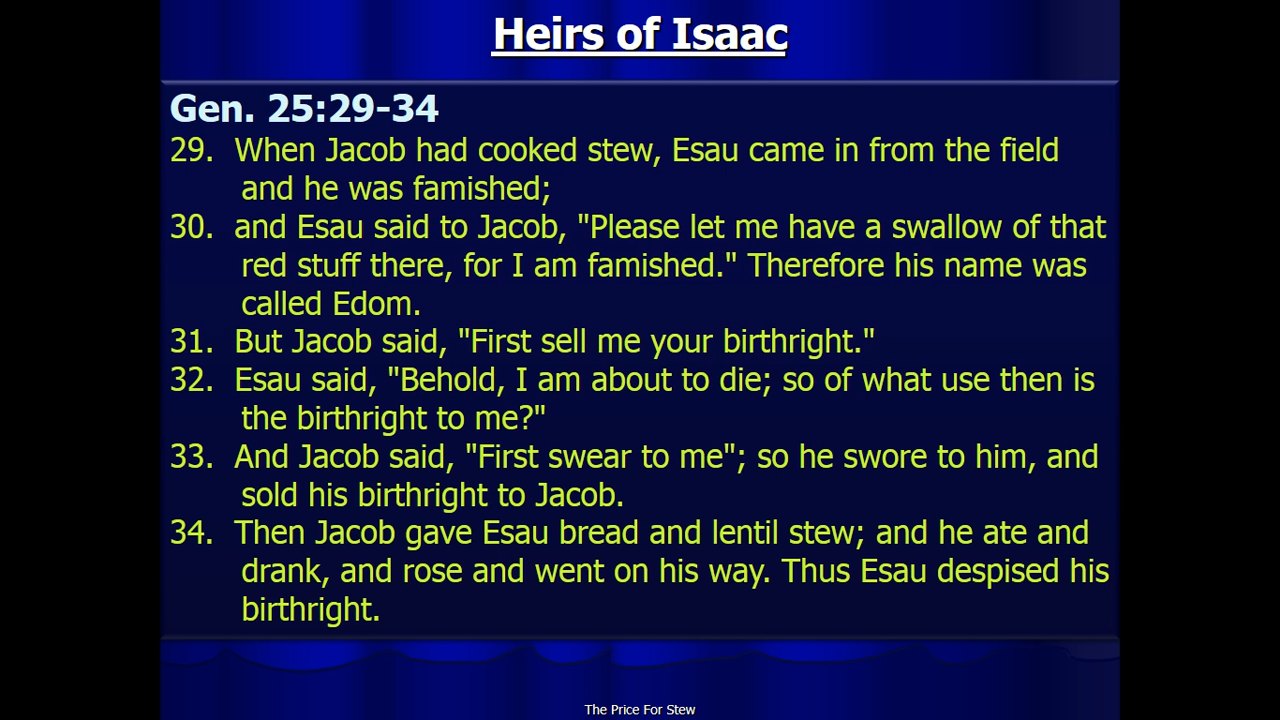 Heirs of Isaac
Gen. 25:29-34
29. When Jacob had cooked stew, Esau came in from the field
and he was famished;
30. and Esau said to Jacob, "Please let me have a swallow of that
red stuff there, for I am famished." Therefore his name was
called Edom.
31. But Jacob said, "First sell me your birthright."
32. Esau said, "Behold, I am about to die; so of what use then is
the birthright to me?"
33. And Jacob said, "First swear to me"; so he swore to him, and
sold his birthright to Jacob.
34. Then Jacob gave Esau bread and lentil stew; and he ate and
drank, and rose and went on his way. Thus Esau despised his
birthright.
The Price For Stew